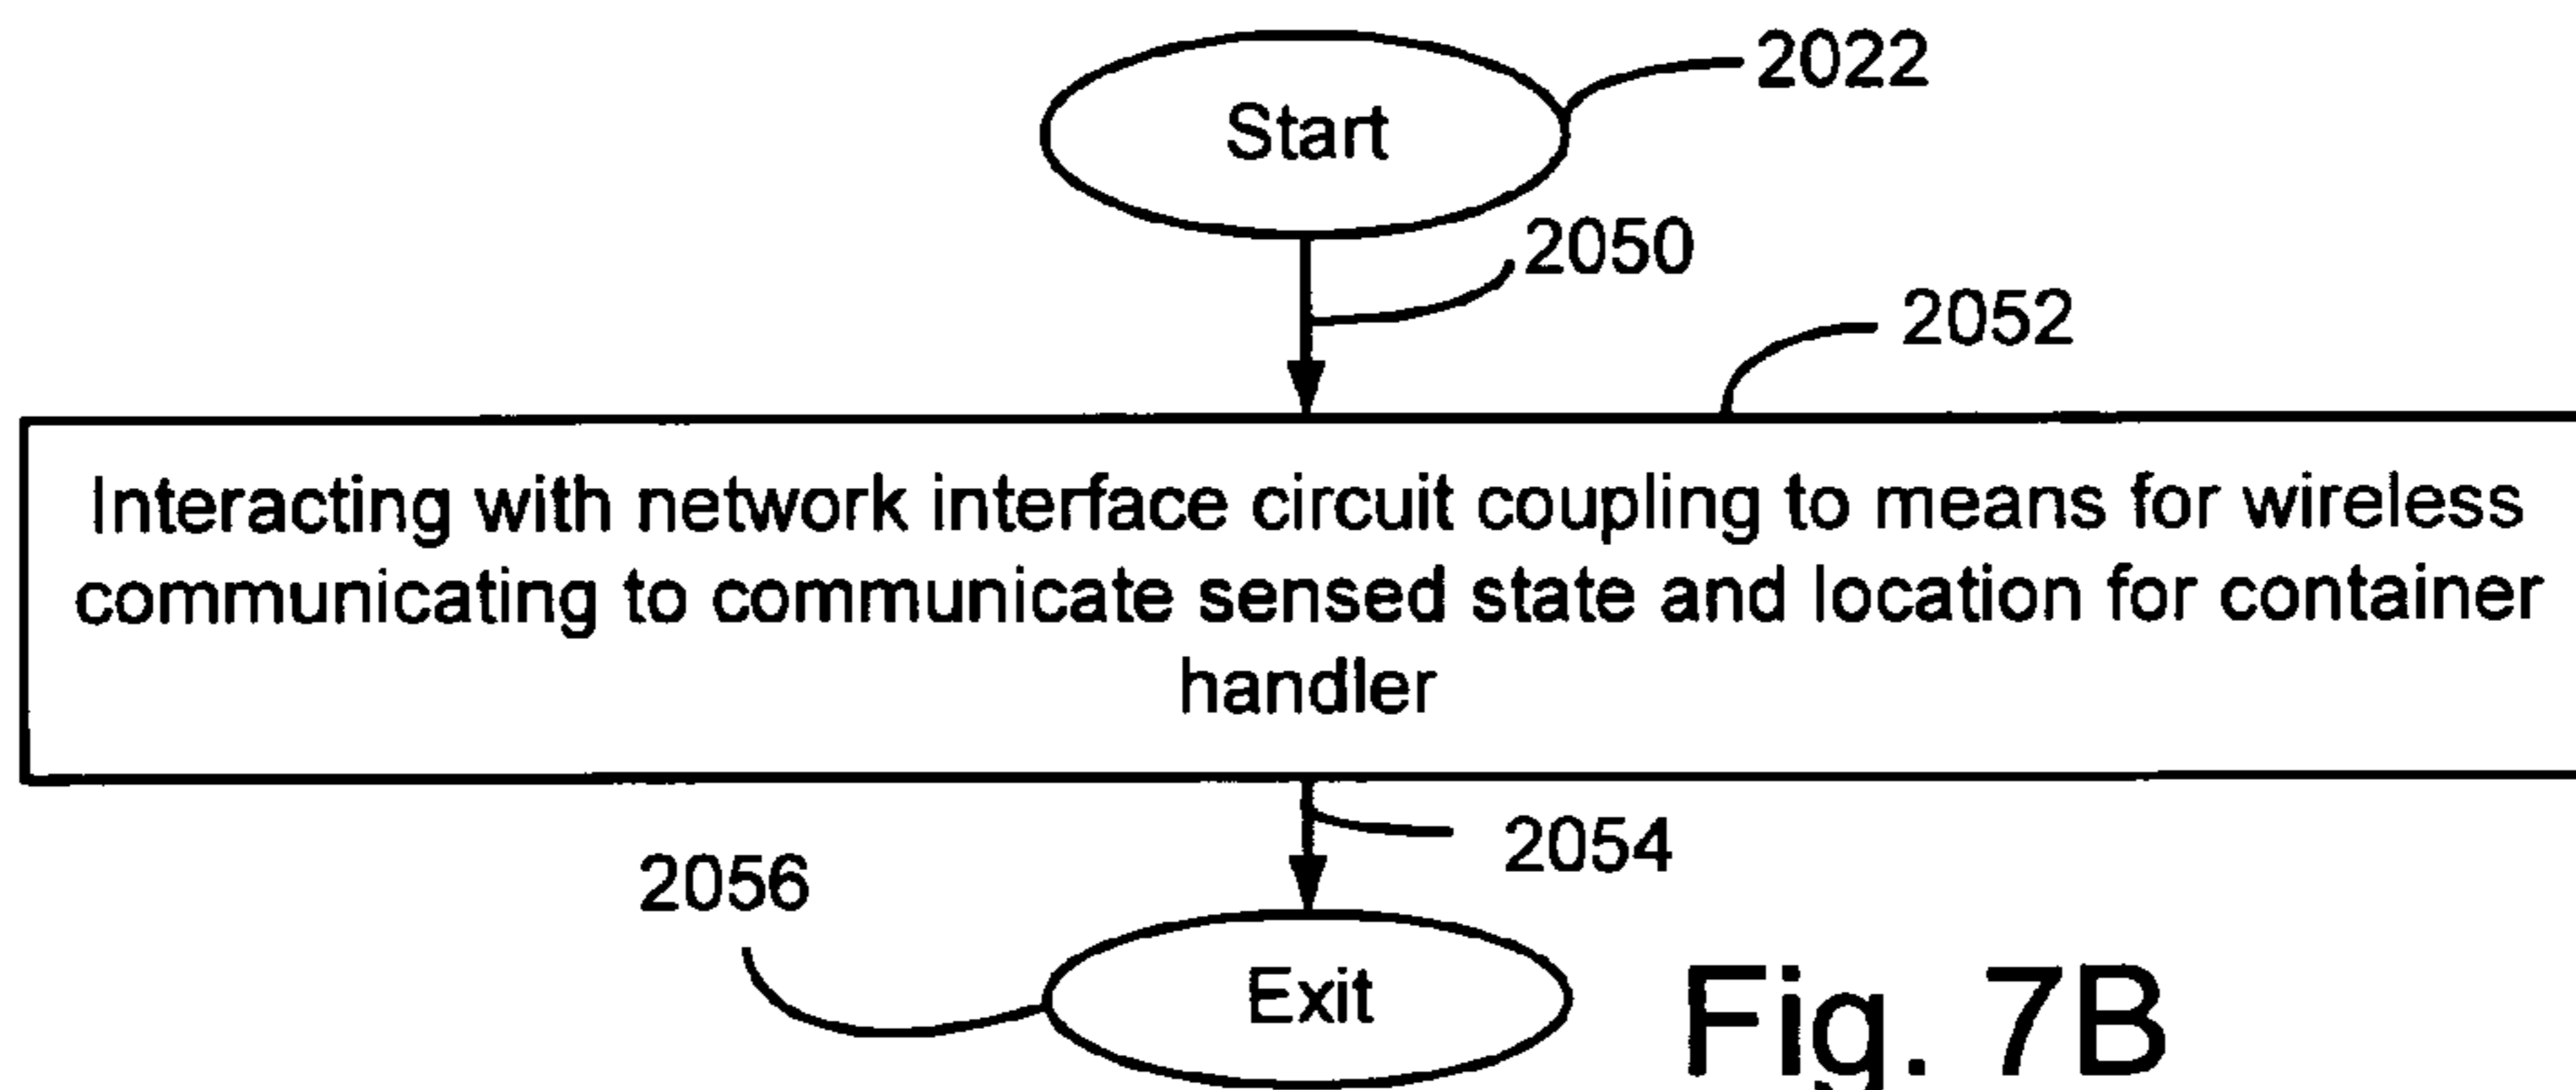 2022
Start
2050
2052
Interacting with network interface circuit coupling to means for wireless
communicating to communicate sensed state and location for container
handler
2054
2056
Exit
Fig. 7B